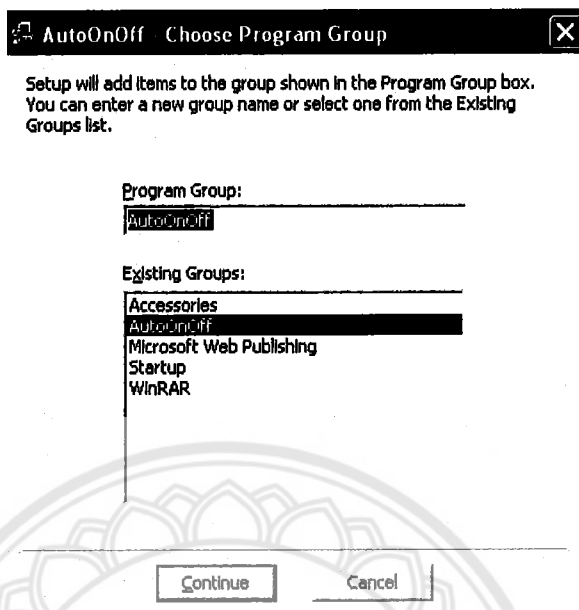 AutoOnOff - Choose Program Group
Setup will add items to the group shown in the Program Group box.
You can enter a new group name or select one from the Existing
Groups list.
Program Group:
AutoOnOff
Existing Groups:
Accessories
AutoOnOff
Microsoft Web Publishing
Startup
WinRAR
Continue
Cancel